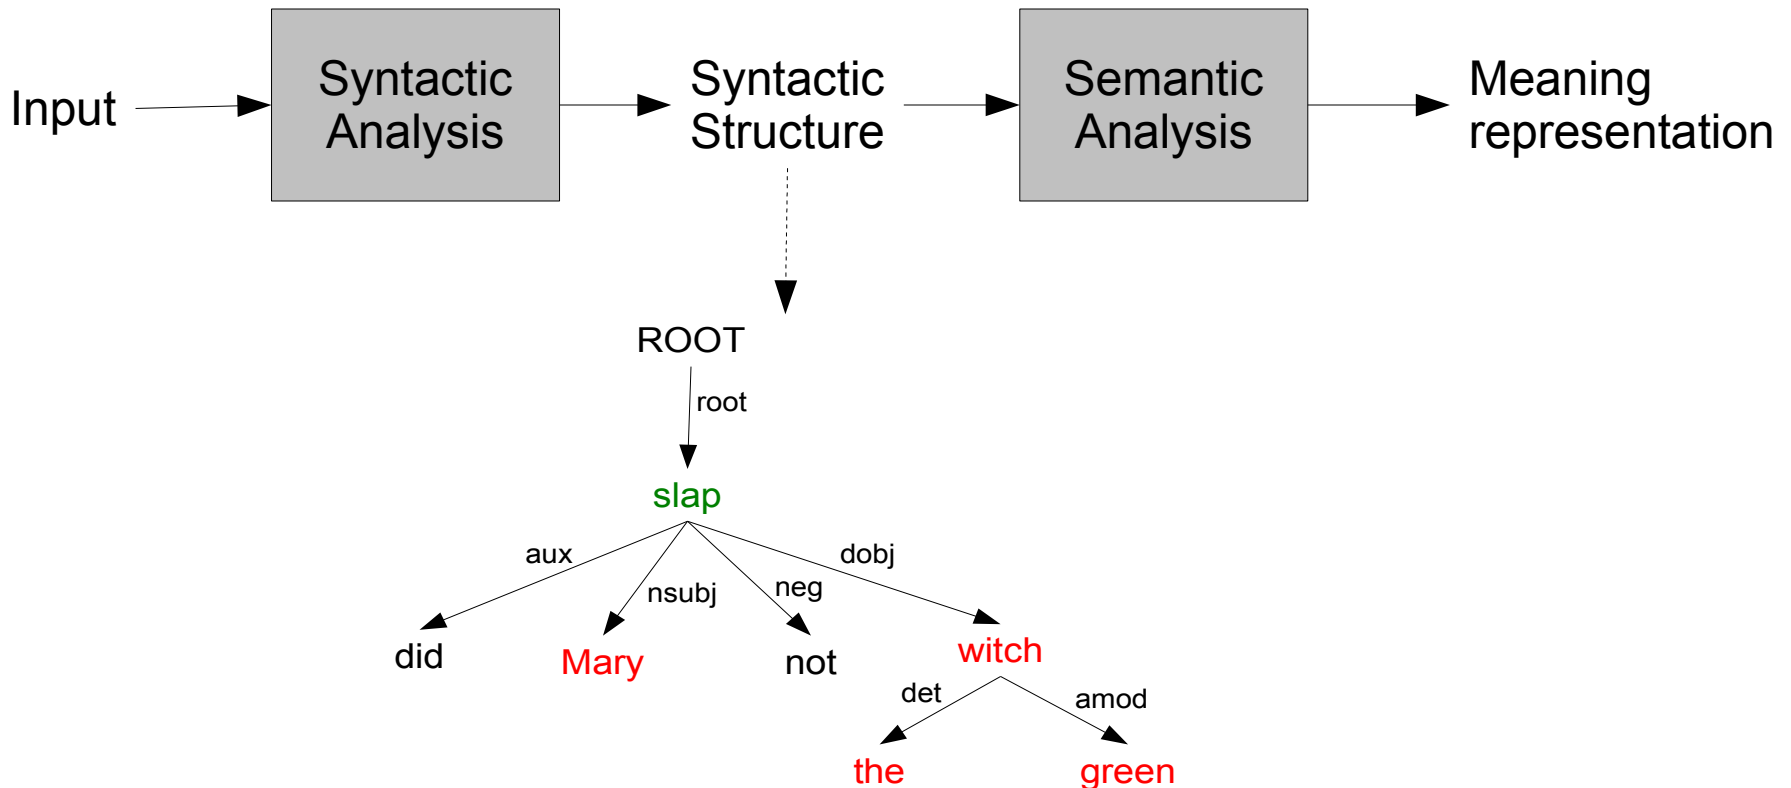 Input
Syntactic
Analysis
Syntactic
Structure
Semantic
Analysis
Meaning
representation
ROOT
root
slap
aux
nsubj
neg
dobj
did
Mary
not
witch
det
amod
the
green